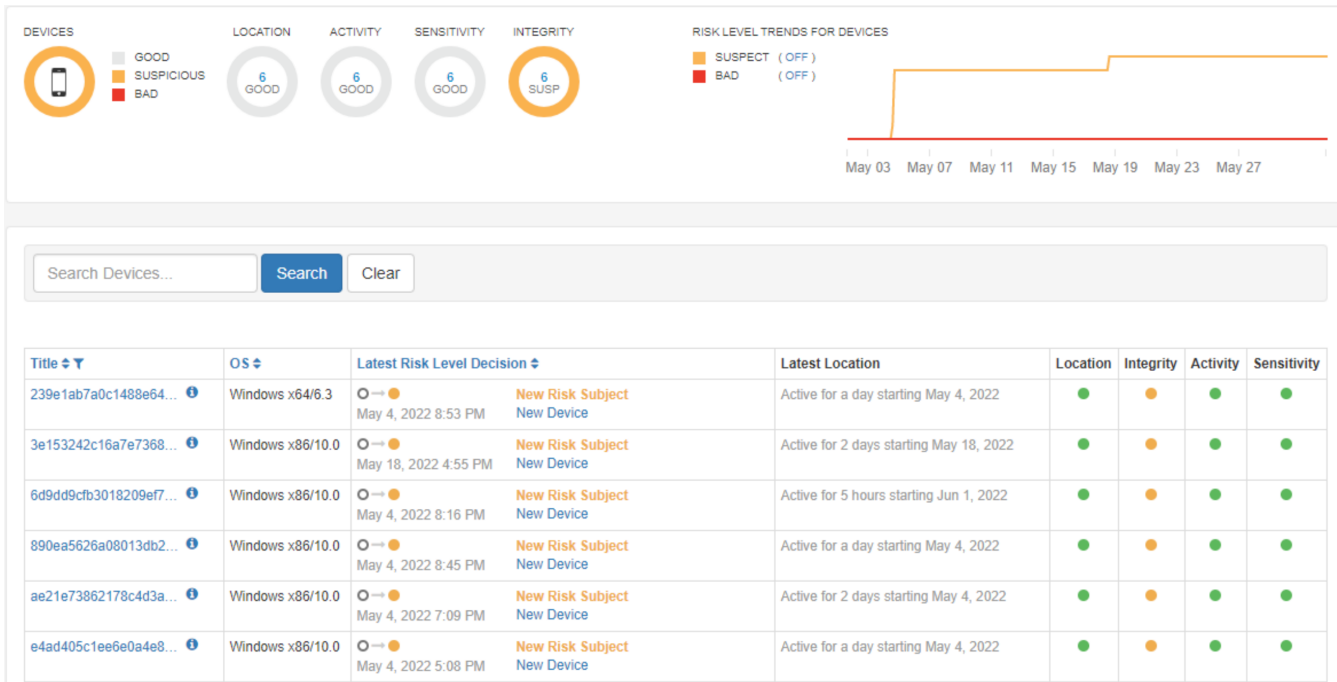 DEVICES
GOOD
SUSPICIOUS
BAD
LOCATION
6
GOOD
ACTIVITY
6
GOOD
SENSITIVITY
6
GOOD
INTEGRITY
6
SUSP
RISK LEVEL TRENDS FOR DEVICES
SUSPECT ( OFF )
BAD ( OFF )
May 03 May 07 May 11 May 15 May 19 May 23 May 27
Search Devices... Search Clear
Title OS Latest Risk Level Decision Latest Location Location Integrity Activity Sensitivity
239e1ab7a0c1488e64... Windows x64/6.3 New Risk Subject Active for a day starting May 4, 2022
May 4, 2022 8:53 PM New Device
3e153242c16a7e7368... Windows x86/10.0 New Risk Subject Active for 2 days starting May 18, 2022
May 18, 2022 4:55 PM New Device
6d9dd9cfb3018209ef7... Windows x86/10.0 New Risk Subject Active for 5 hours starting Jun 1, 2022
May 4, 2022 8:16 PM New Device
890ea5626a08013db2... Windows x86/10.0 New Risk Subject Active for a day starting May 4, 2022
May 4, 2022 8:45 PM New Device
ae21e73862178c4d3a... Windows x86/10.0 New Risk Subject Active for 2 days starting May 4, 2022
May 4, 2022 7:09 PM New Device
e4ad405c1ee6e0a4e8... Windows x86/10.0 New Risk Subject Active for a day starting May 4, 2022
May 4, 2022 5:08 PM New Device